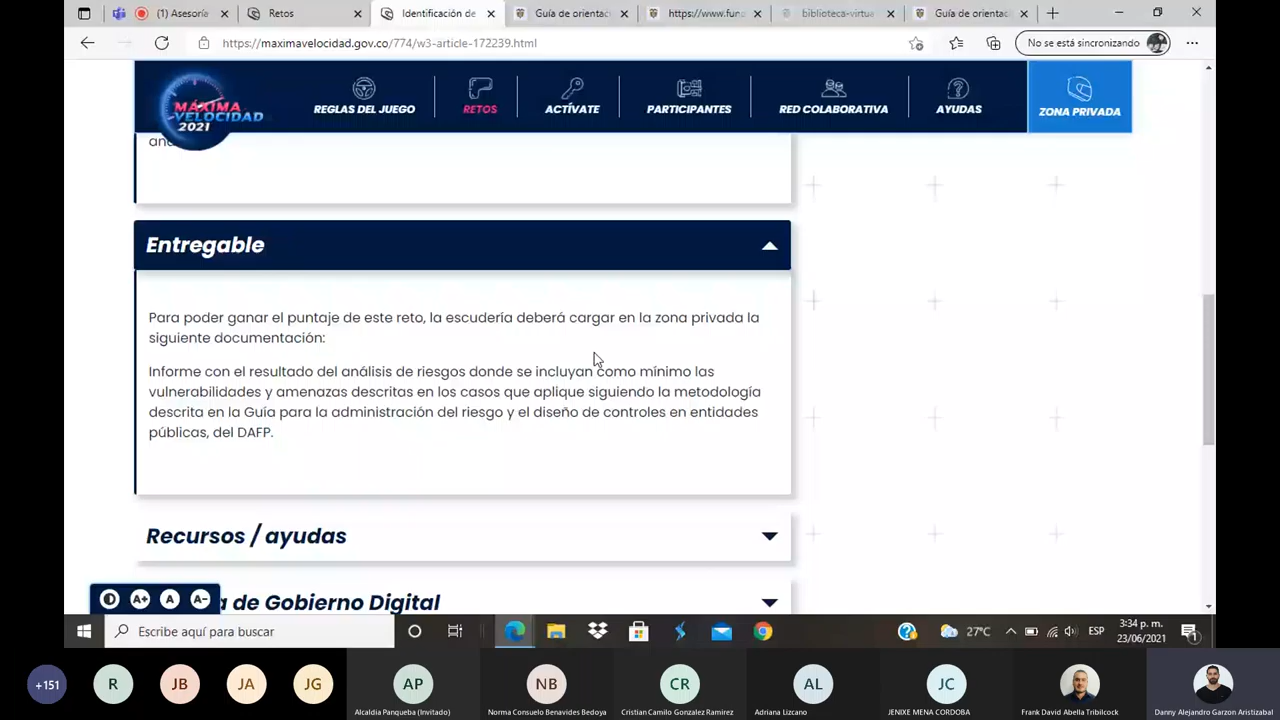 (1) Asesoría
Retos
Identificación de
Guía de orientac
https://www.func
biblioteca-virtua
Guía de orientac
https://maximavelocidad.gov.co/774/w3-article-172239.html
No se está sincronizando
MÁXIMA
VELOCIDAD
2021
REGLAS DEL JUEGO
RETOS
ACTÍVATE
PARTICIPANTES
RED COLABORATIVA
AYUDAS
ZONA PRIVADA
Entregable
Para poder ganar el puntaje de este reto, la escudería deberá cargar en la zona privada la
siguiente documentación:
Informe con el resultado del análisis de riesgos donde se incluyan como mínimo las
vulnerabilidades y amenazas descritas en los casos que aplique siguiendo la metodología
descrita en la Guía para la administración del riesgo y el diseño de controles en entidades
públicas, del DAFP.
Recursos / ayudas
a de Gobierno Digital
A+
A
A-
Escribe aquí para buscar
27°C
ESP
3:34 p. m.
23/06/2021
1
+151
R
JB
JA
JG
AP
NB
CR
AL
JC
Alcaldia Panqueba (Invitado)
Norma Consuelo Benavides Bedoya
Cristian Camilo Gonzalez Ramirez
Adriana Lizcano
JENIXE MENA CORDOBA
Frank David Abella Tribilcock
Danny Alejandro Garzon Aristizabal